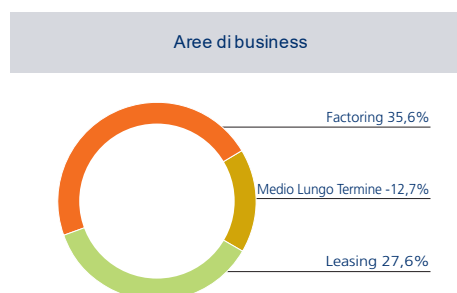 Aree di business
Factoring 35,6%
Medio Lungo Termine -12,7%
Leasing 27,6%